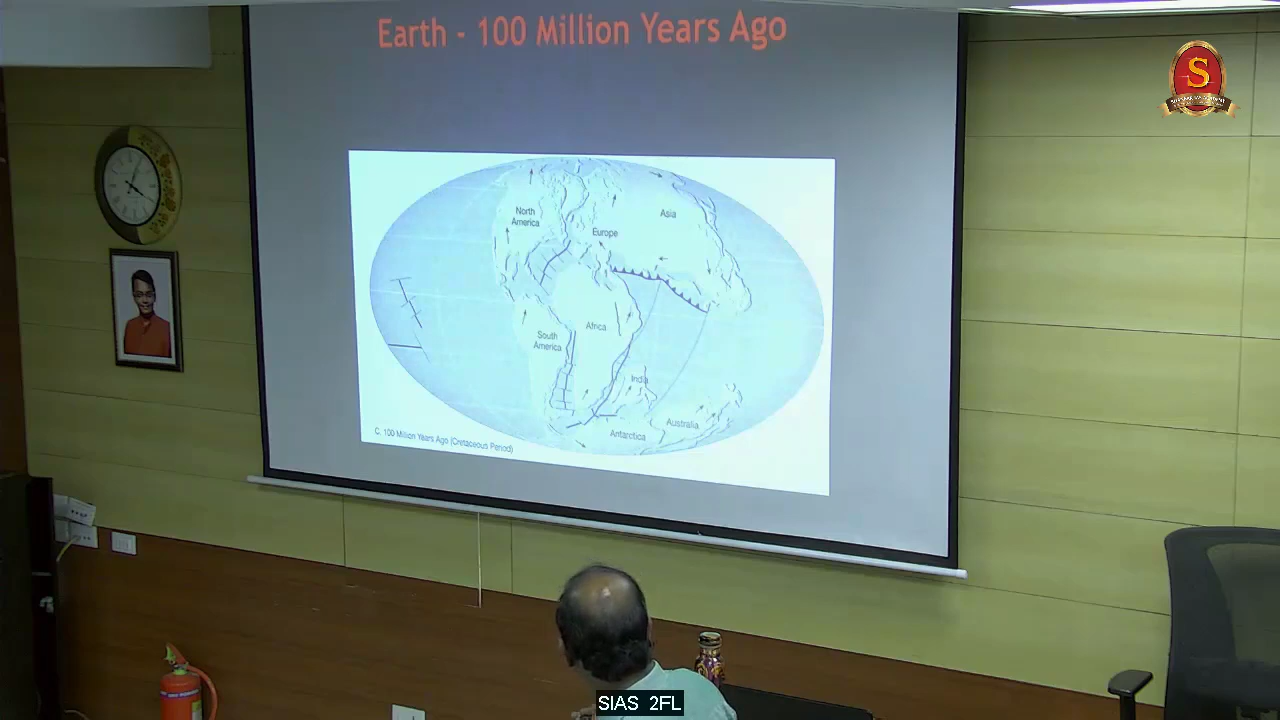 Earth - 100 Million Years Ago
S
North
America
Asia
Europe
Africa
South
America
India
Australia
Antarctica
C. 100 Million Years Ago (Cretaceous Period)
SIAS 2FL